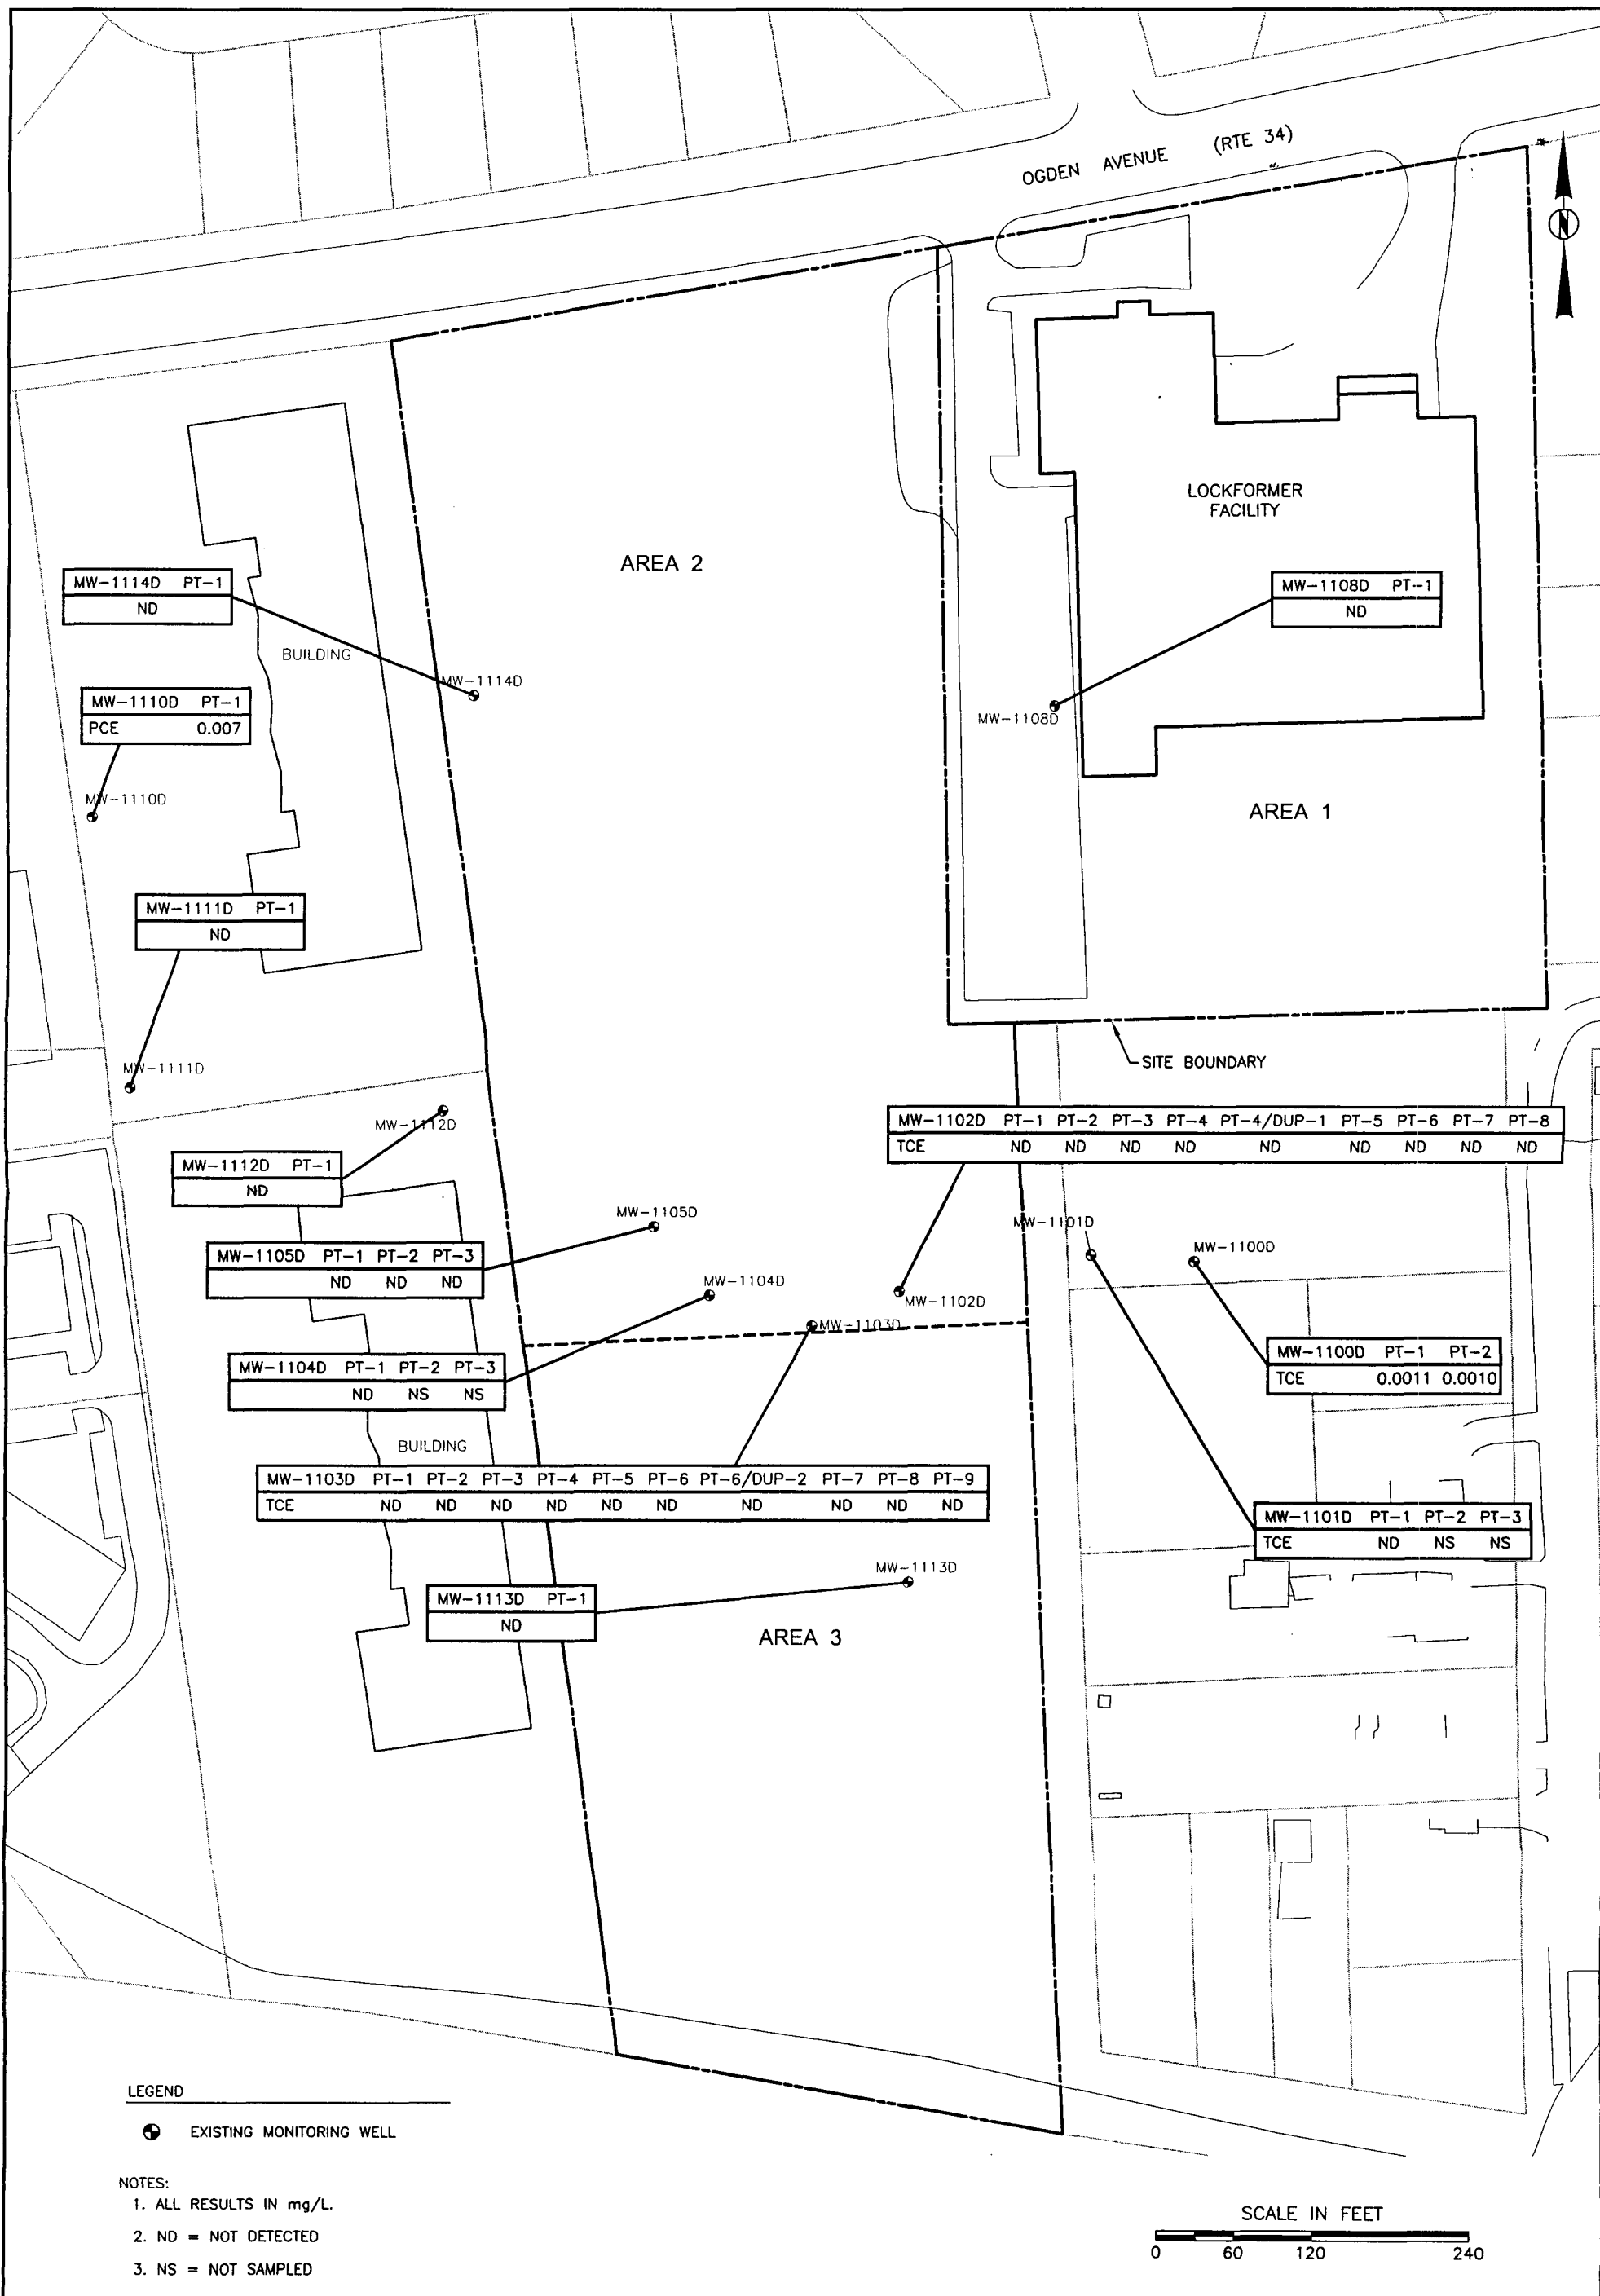 OGDEN AVENUE (RTE 34)
N
LOCKFORMER
FACILITY
AREA 2
MW-1114D PT-1
ND
MW-1108D PT-1
ND
BUILDING
MW-1114D
MW-1110D PT-1
PCE 0.007
MW-1108D
MW-1110D
AREA 1
MW-1111D PT-1
ND
MW-1111D
SITE BOUNDARY
MW-1112D
MW-1102D PT-1 PT-2 PT-3 PT-4 PT-4/DUP-1 PT-5 PT-6 PT-7 PT-8
TCE ND ND ND ND ND ND ND ND ND
MW-1112D PT-1
ND
MW-1105D
MW-1101D
MW-1100D
MW-1105D PT-1 PT-2 PT-3
ND ND ND
MW-1104D
MW-1102D
MW-1103D
MW-1104D PT-1 PT-2 PT-3
ND NS NS
MW-1100D PT-1 PT-2
TCE 0.0011 0.0010
BUILDING
MW-1103D PT-1 PT-2 PT-3 PT-4 PT-5 PT-6 PT-6/DUP-2 PT-7 PT-8 PT-9
TCE ND ND ND ND ND ND ND ND ND ND
MW-1101D PT-1 PT-2 PT-3
TCE ND NS NS
MW-1113D
MW-1113D PT-1
ND
AREA 3
LEGEND
EXISTING MONITORING WELL
NOTES:
1. ALL RESULTS IN mg/L.
2. ND = NOT DETECTED
3. NS = NOT SAMPLED
SCALE IN FEET
0 60 120 240